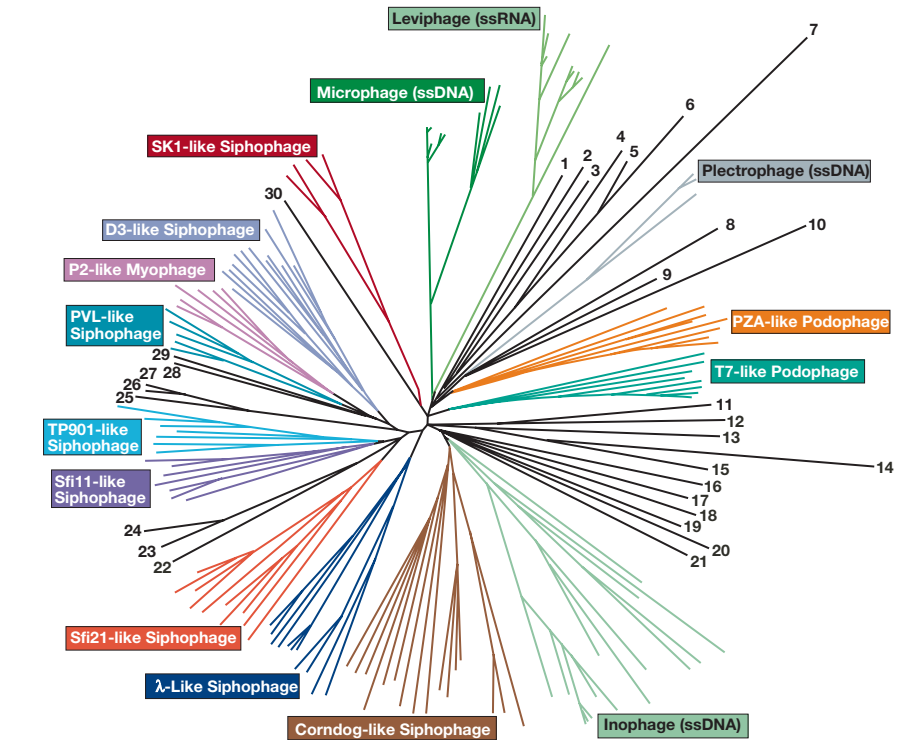 Leviphage (ssRNA)
7
Microphage (ssDNA)
6
4
5
SK1-like Siphophage
2
1
3
Plectrophage (ssDNA)
30
8
10
D3-like Siphophage
P2-like Myophage
9
PVL-like
Siphophage
PZA-like Podophage
29
28
27
26
25
T7-like Podophage
11
12
13
TP901-like
Siphophage
14
15
16
17
18
19
20
21
Sfi11-like
Siphophage
24
23
22
Sfi21-like Siphophage
λ-Like Siphophage
Corndog-like Siphophage
Inophage (ssDNA)